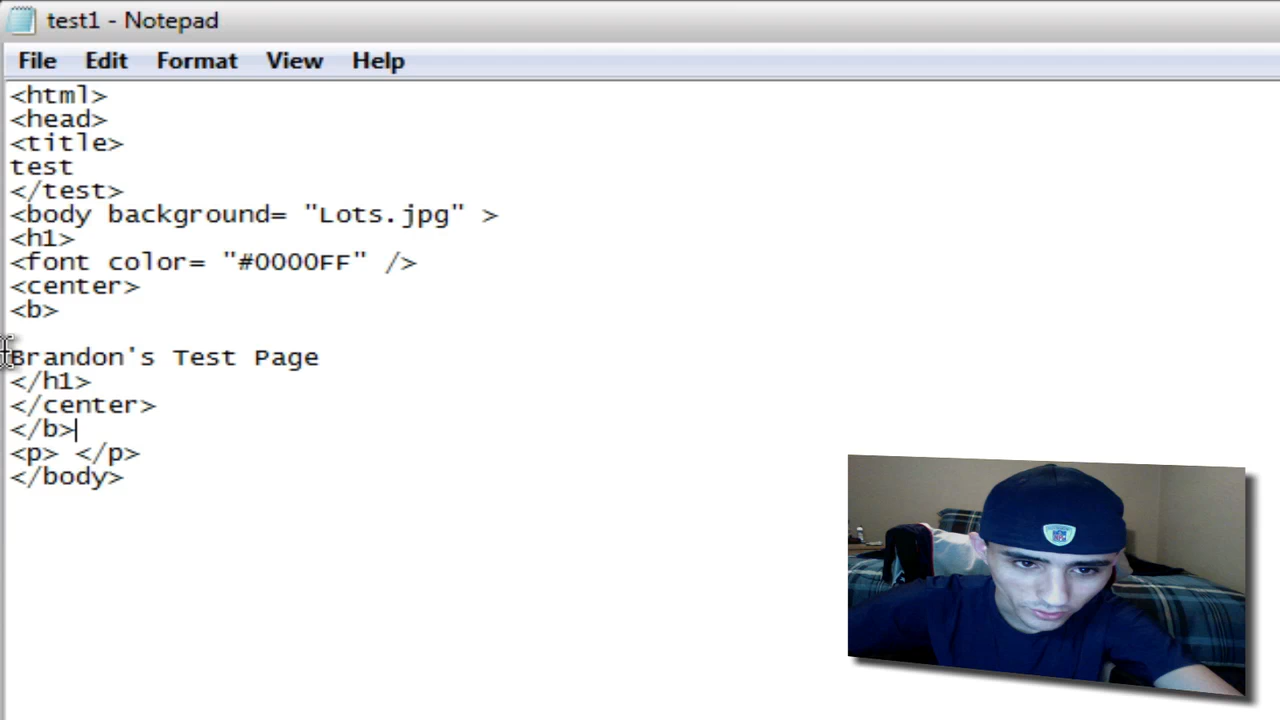 test1 - Notepad
File Edit Format View Help
<html>
<head>
<title>
test
</test>
<body background= "Lots.jpg" >
<h1>
<font color= "#0000FF" />
<center>
<b>
Brandon's Test Page
</h1>
</center>
</b>
<p> </p>
</body>